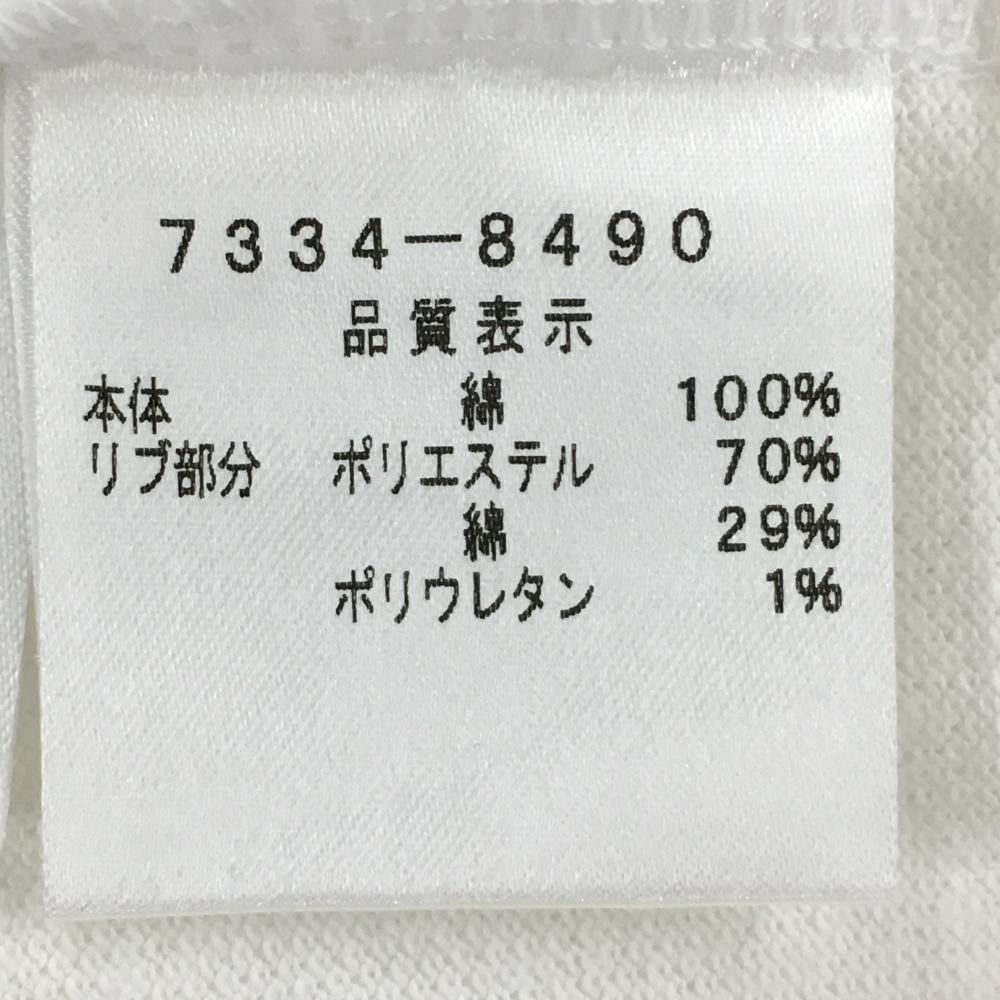 7334-8490
品質表示
本体 綿 100%
リブ部分 ポリエステル 70%
綿 29%
ポリウレタン 1%